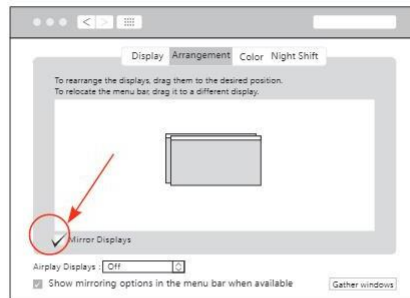 Display Arrangement Color Night Shift
To rearrange the displays, drag them to the desired position.
To relocate the menu bar, drag it to a different display.
Mirror Displays
Airplay Displays : Off
Show mirroring options in the menu bar when available
Gather windows